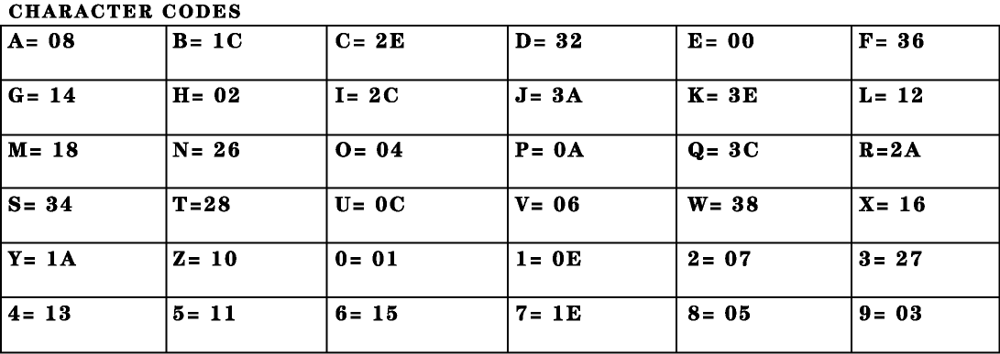 CHARACTER CODES
A= 08 B= 1C C= 2E D= 32 E= 00 F= 36
G= 14 H= 02 I= 2C J= 3A K= 3E L= 12
M= 18 N= 26 O= 04 P= 0A Q= 3C R=2A
S= 34 T=28 U= 0C V= 06 W= 38 X= 16
Y= 1A Z= 10 0= 01 1= 0E 2= 07 3= 27
4= 13 5= 11 6= 15 7= 1E 8= 05 9= 03